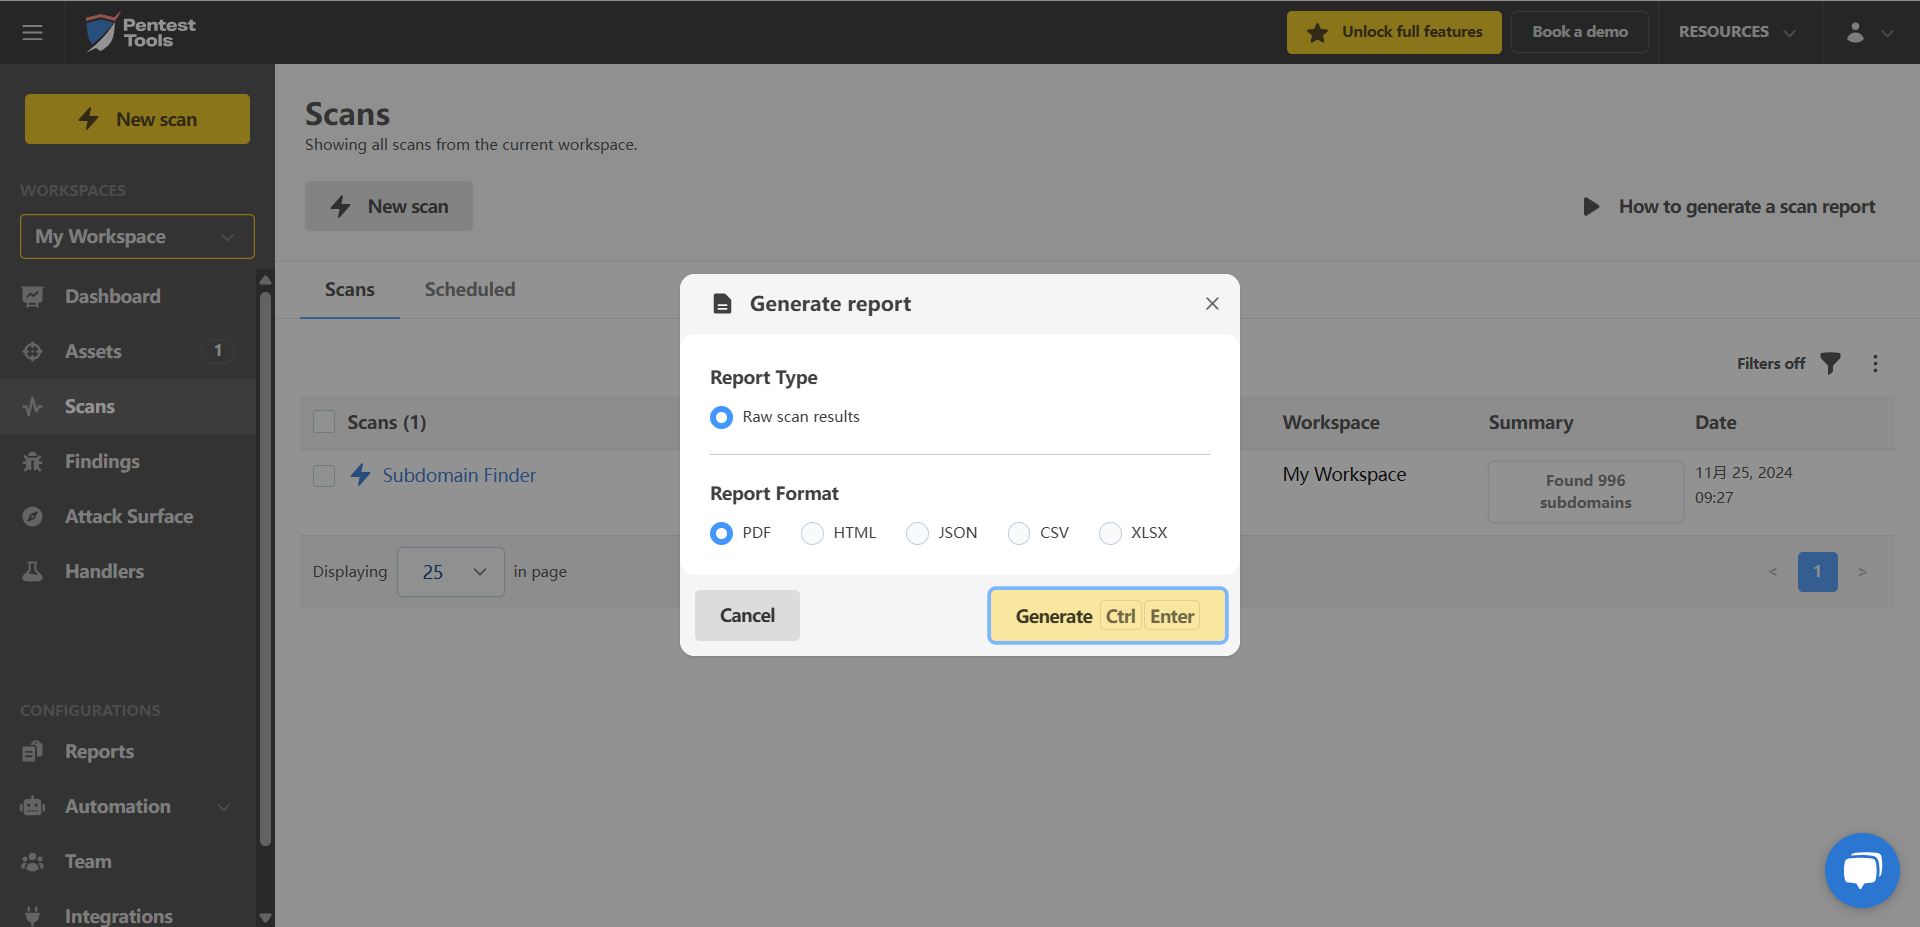 Pentest
Tools
Unlock full features
Book a demo
RESOURCES
New scan
WORKSPACES
My Workspace
Dashboard
Assets
1
Scans
Findings
Attack Surface
Handlers
CONFIGURATIONS
Reports
Automation
Team
Integrations
Scans
Showing all scans from the current workspace.
New scan
How to generate a scan report
Scans
Scheduled
Filters off
Scans (1)
Workspace
Summary
Date
Subdomain Finder
My Workspace
Found 996
subdomains
11月 25, 2024
09:27
Displaying
25
in page
<
1
>
Generate report
Report Type
Raw scan results
Report Format
PDF
HTML
JSON
CSV
XLSX
Cancel
Generate Ctrl Enter